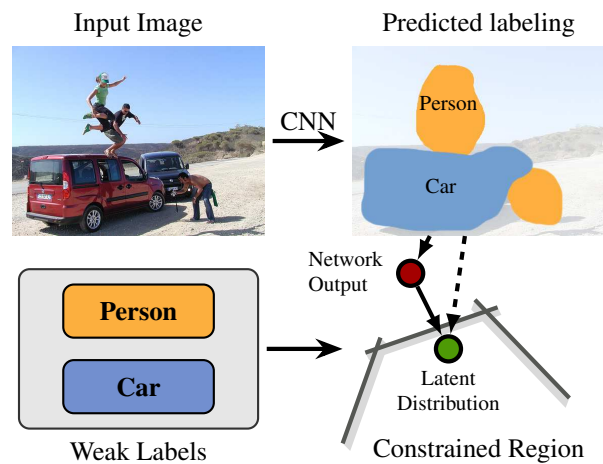 Input Image
Predicted labeling
CNN
Person
Car
Network
Output
Person
Car
Weak Labels
Latent
Distribution
Constrained Region